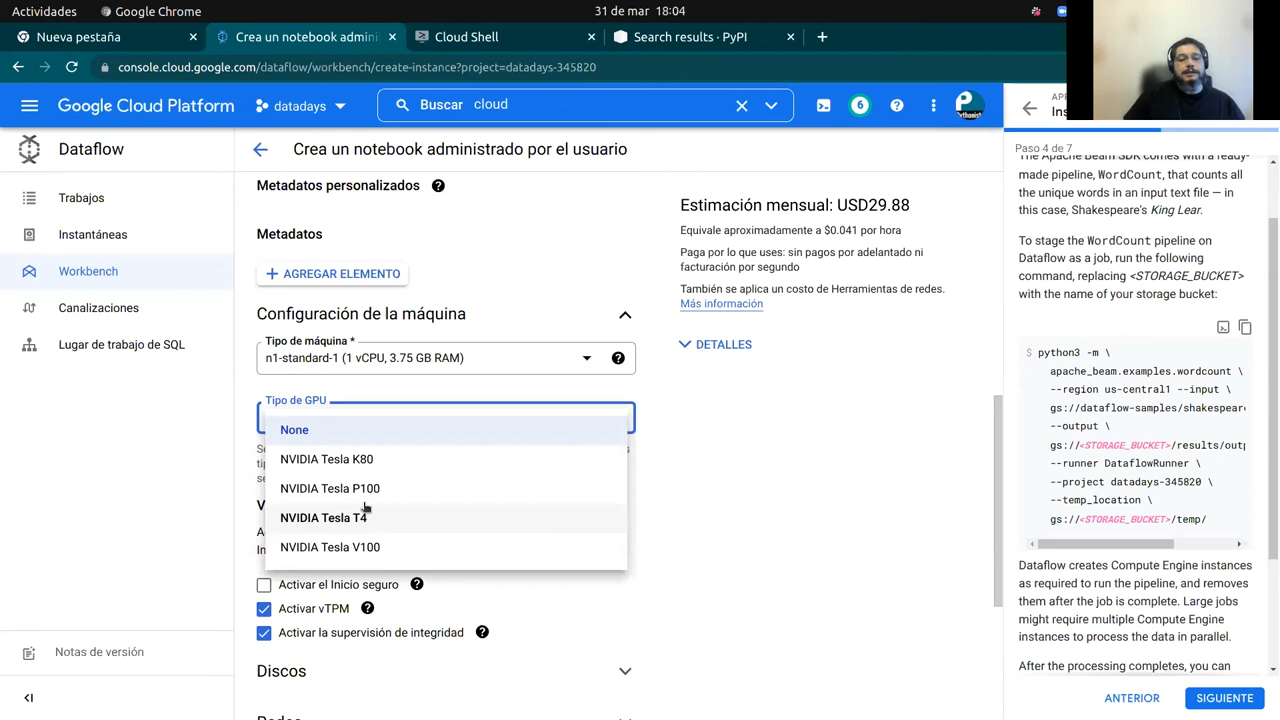 Actividades
Google Chrome
31 de mar 18:04
Nueva pestaña
Crea un notebook admini
Cloud Shell
Search results · PyPI
console.cloud.google.com/dataflow/workbench/create-instance?project=datadays-345820
Google Cloud Platform
datadays
Buscar cloud
6
Dataflow
Crea un notebook administrado por el usuario
Trabajos
Instantáneas
Workbench
Canalizaciones
Lugar de trabajo de SQL
Notas de versión
Metadatos personalizados
Metadatos
+ AGREGAR ELEMENTO
Configuración de la máquina
Tipo de máquina *
n1-standard-1 (1 vCPU, 3.75 GB RAM)
Tipo de GPU
None
NVIDIA Tesla K80
NVIDIA Tesla P100
NVIDIA Tesla T4
NVIDIA Tesla V100
Activar el Inicio seguro
Activar vTPM
Activar la supervisión de integridad
Discos
Estimación mensual: USD29.88
Equivale aproximadamente a $0.041 por hora
Paga por lo que uses: sin pagos por adelantado ni
facturación por segundo
También se aplica un costo de Herramientas de redes.
Más información
DETALLES
Paso 4 de 7
The Apache Beam SDK comes with a ready-
made pipeline, WordCount, that counts all
the unique words in an input text file — in
this case, Shakespeare's King Lear.
To stage the WordCount pipeline on
Dataflow as a job, run the following
command, replacing <STORAGE_BUCKET>
with the name of your storage bucket:
$ python3 -m \
apache_beam.examples.wordcount \
--region us-central1 --input \
gs://dataflow-samples/shakespeare
--output \
gs://<STORAGE_BUCKET>/results/outp
--runner DataflowRunner \
--project datadays-345820 \
--temp_location \
gs://<STORAGE_BUCKET>/temp/
Dataflow creates Compute Engine instances
as required to run the pipeline, and removes
them after the job is complete. Large jobs
might require multiple Compute Engine
instances to process the data in parallel.
After the processing completes, you can
ANTERIOR
SIGUIENTE